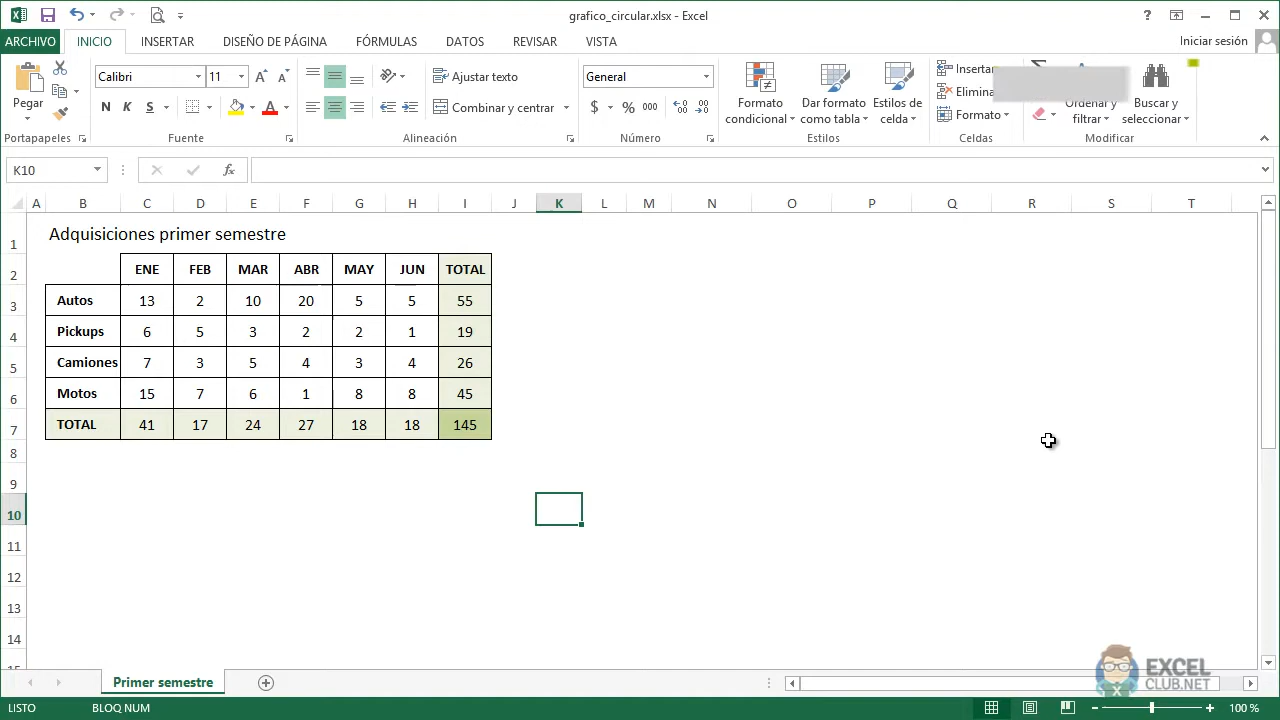 grafico_circular.xlsx - Excel
ARCHIVO INICIO INSERTAR DISEÑO DE PÁGINA FÓRMULAS DATOS REVISAR VISTA Iniciar sesión
Pegar
Calibri 11
N K S
Ajustar texto
Combinar y centrar
General
$ % 000
Formato condicional
Dar formato como tabla
Estilos de celda
Insertar
Elimina
Formato
Ordenar y filtrar
Buscar y seleccionar
Portapapeles Fuente Alineación Número Estilos Celdas Modificar
K10 fx
A B C D E F G H I J K L M N O P Q R S T
1 Adquisiciones primer semestre
2 ENE FEB MAR ABR MAY JUN TOTAL
3 Autos 13 2 10 20 5 5 55
4 Pickups 6 5 3 2 2 1 19
5 Camiones 7 3 5 4 3 4 26
6 Motos 15 7 6 1 8 8 45
7 TOTAL 41 17 24 27 18 18 145
8
9
10
11
12
13
14
15
EXCEL
CLUB.NET
Primer semestre
LISTO BLOQ NUM 100 %